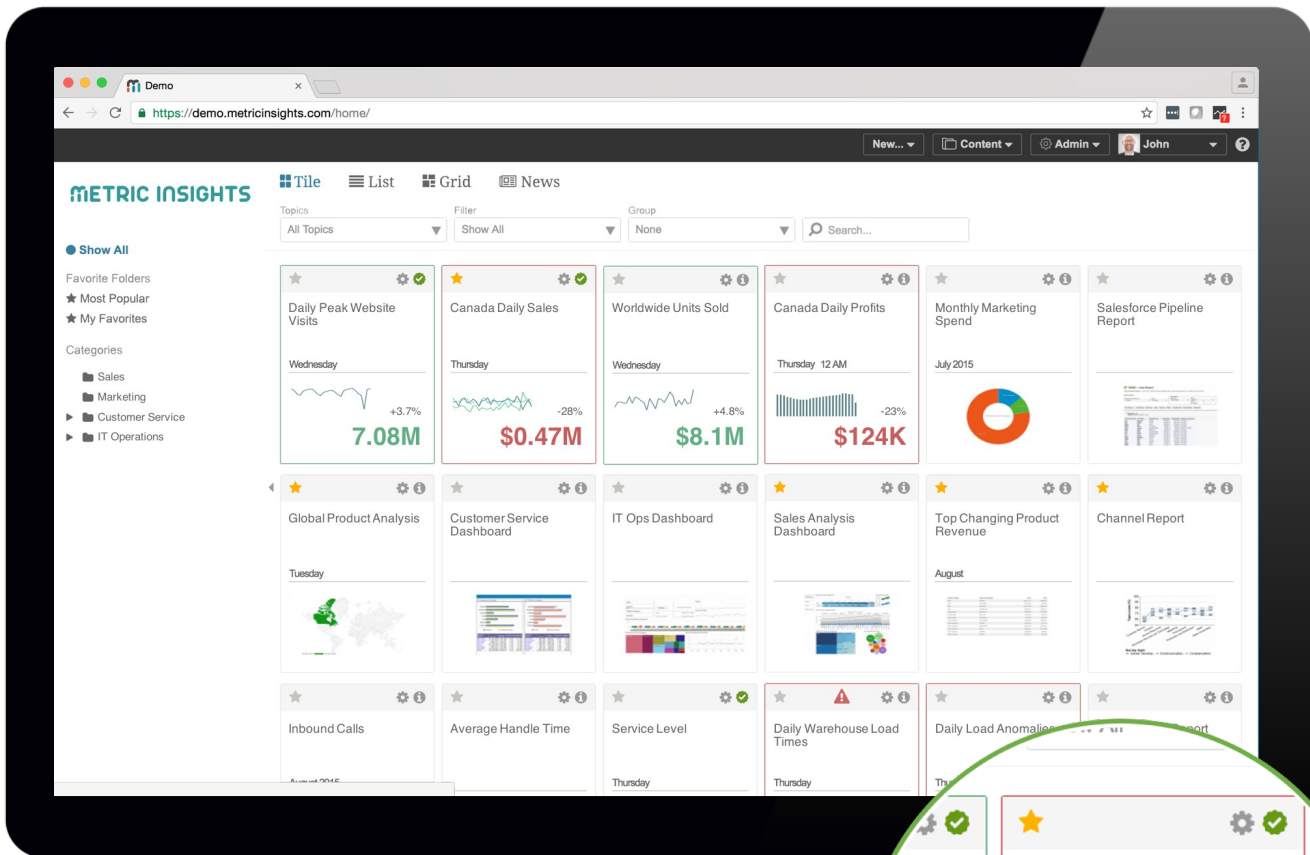 Demo
https://demo.metricinsights.com/home/
New...
Content
Admin
John
?
METRIC INSIGHTS
Tile
List
Grid
News
Topics
Filter
Group
All Topics
Show All
None
Search...
Show All
Favorite Folders
Most Popular
My Favorites
Categories
Sales
Marketing
Customer Service
IT Operations
Daily Peak Website
Visits
Wednesday
+3.7%
7.08M
Canada Daily Sales
Thursday
-28%
$0.47M
Worldwide Units Sold
Wednesday
+4.8%
$8.1M
Canada Daily Profits
Thursday 12 AM
-23%
$124K
Monthly Marketing
Spend
July 2015
Salesforce Pipeline
Report
Global Product Analysis
Tuesday
Customer Service
Dashboard
IT Ops Dashboard
Sales Analysis
Dashboard
Top Changing Product
Revenue
August
Channel Report
Inbound Calls
August 2015
Average Handle Time
Service Level
Thursday
Daily Warehouse Load
Times
Thursday
Daily Load Anomalies